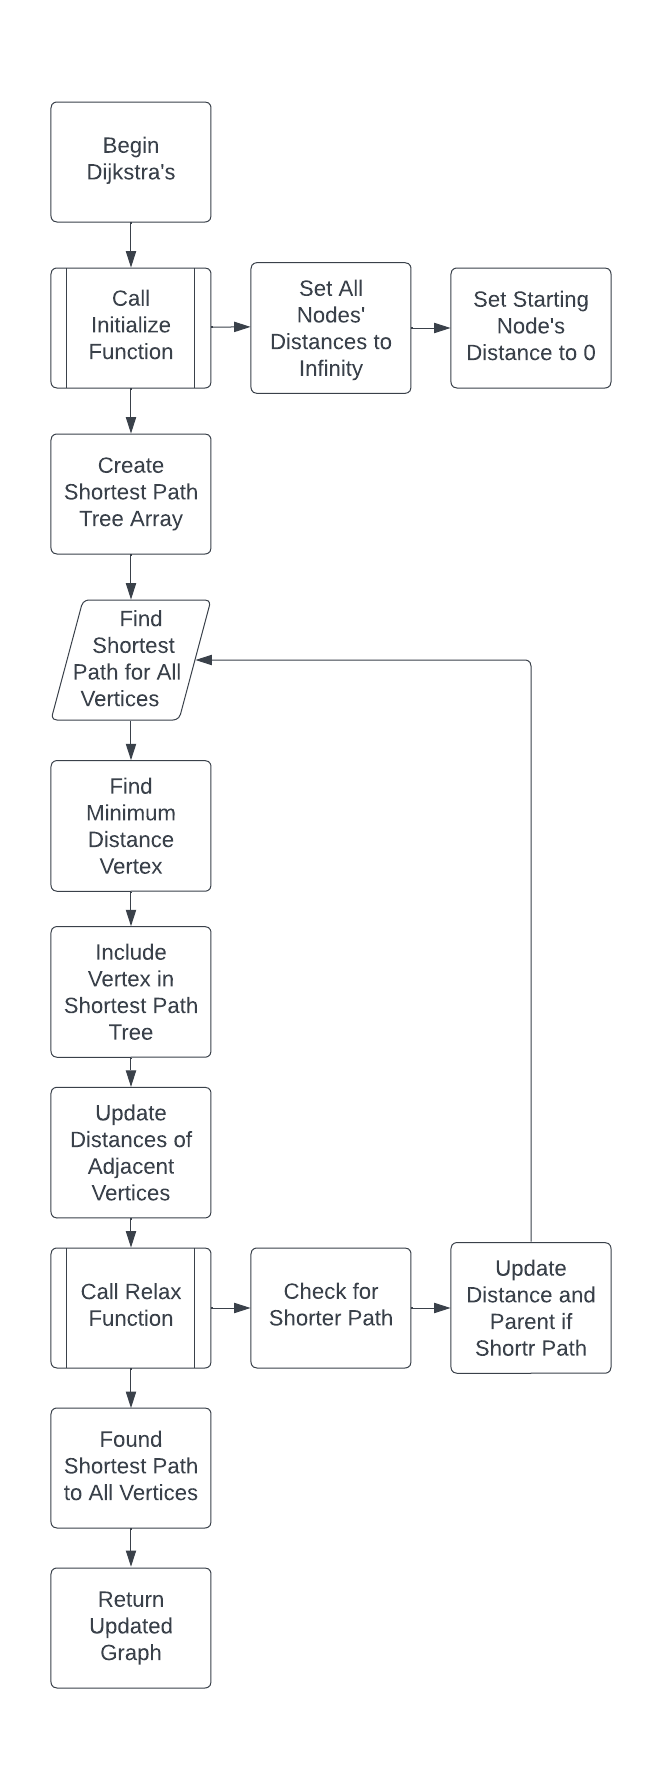 Begin
Dijkstra's
Call
Initialize
Function
Set All
Nodes'
Distances to
Infinity
Set Starting
Node's
Distance to 0
Create
Shortest Path
Tree Array
Find
Shortest
Path for All
Vertices
Find
Minimum
Distance
Vertex
Include
Vertex in
Shortest Path
Tree
Update
Distances of
Adjacent
Vertices
Call Relax
Function
Check for
Shorter Path
Update
Distance and
Parent if
Shortr Path
Found
Shortest Path
to All Vertices
Return
Updated
Graph